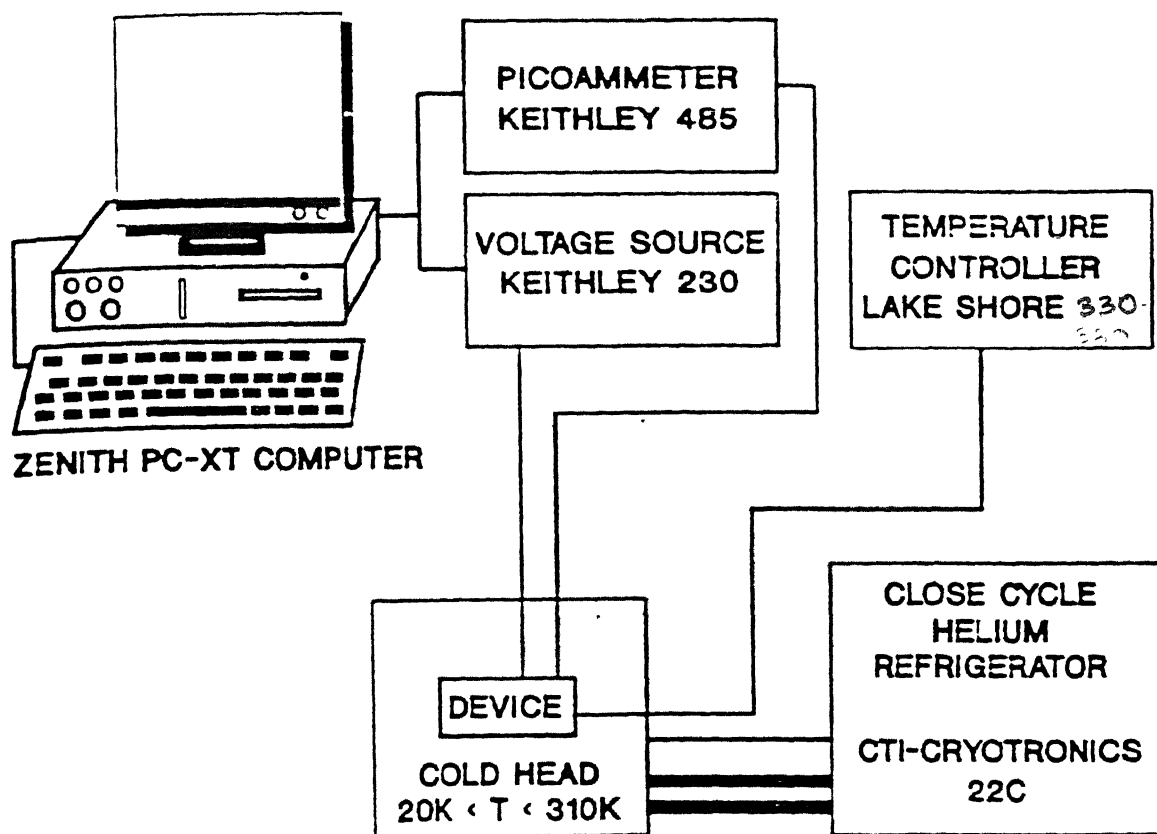 PICOAMMETER
KEITHLEY 485
VOLTAGE SOURCE
KEITHLEY 230
TEMPERATURE
CONTROLLER
LAKE SHORE 330
ZENITH PC-XT COMPUTER
CLOSE CYCLE
HELIUM
REFRIGERATOR
CTI-CRYOTRONICS
22C
DEVICE
COLD HEAD
20K < T < 310K